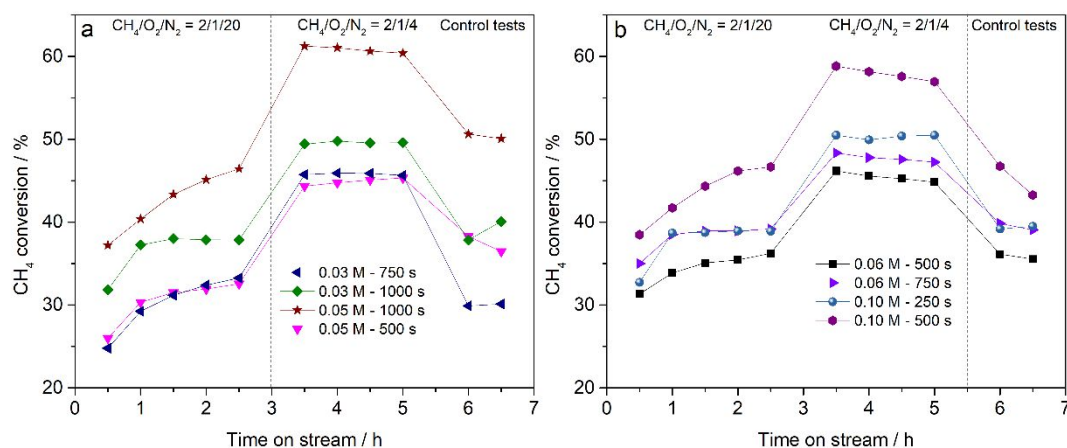 CH₄/O₂/N₂ = 2/1/20
CH₄/O₂/N₂ = 2/1/4
Control tests
a
60
50
40
30
20
CH₄ conversion / %
0.03 M - 750 s
0.03 M - 1000 s
0.05 M - 1000 s
0.05 M - 500 s
0 1 2 3 4 5 6 7
Time on stream / h
CH₄/O₂/N₂ = 2/1/20
CH₄/O₂/N₂ = 2/1/4
Control tests
b
60
50
40
30
20
CH₄ conversion / %
0.06 M - 500 s
0.06 M - 750 s
0.10 M - 250 s
0.10 M - 500 s
0 1 2 3 4 5 6 7
Time on stream / h